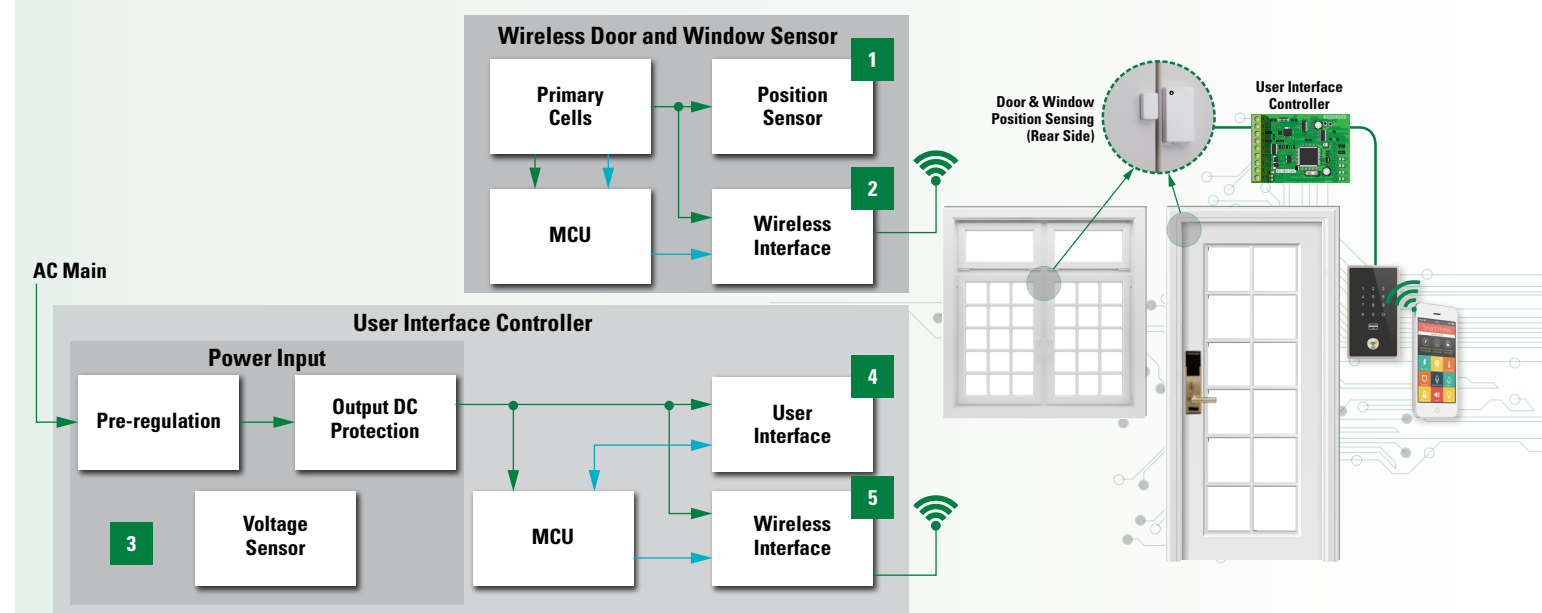 Wireless Door and Window Sensor
1
Primary
Cells
Position
Sensor
2
MCU
Wireless
Interface
Door & Window
Position Sensing
(Rear Side)
User Interface
Controller
AC Main
User Interface Controller
Power Input
Pre-regulation
Output DC
Protection
4
User
Interface
3
Voltage
Sensor
MCU
5
Wireless
Interface
Smart Home